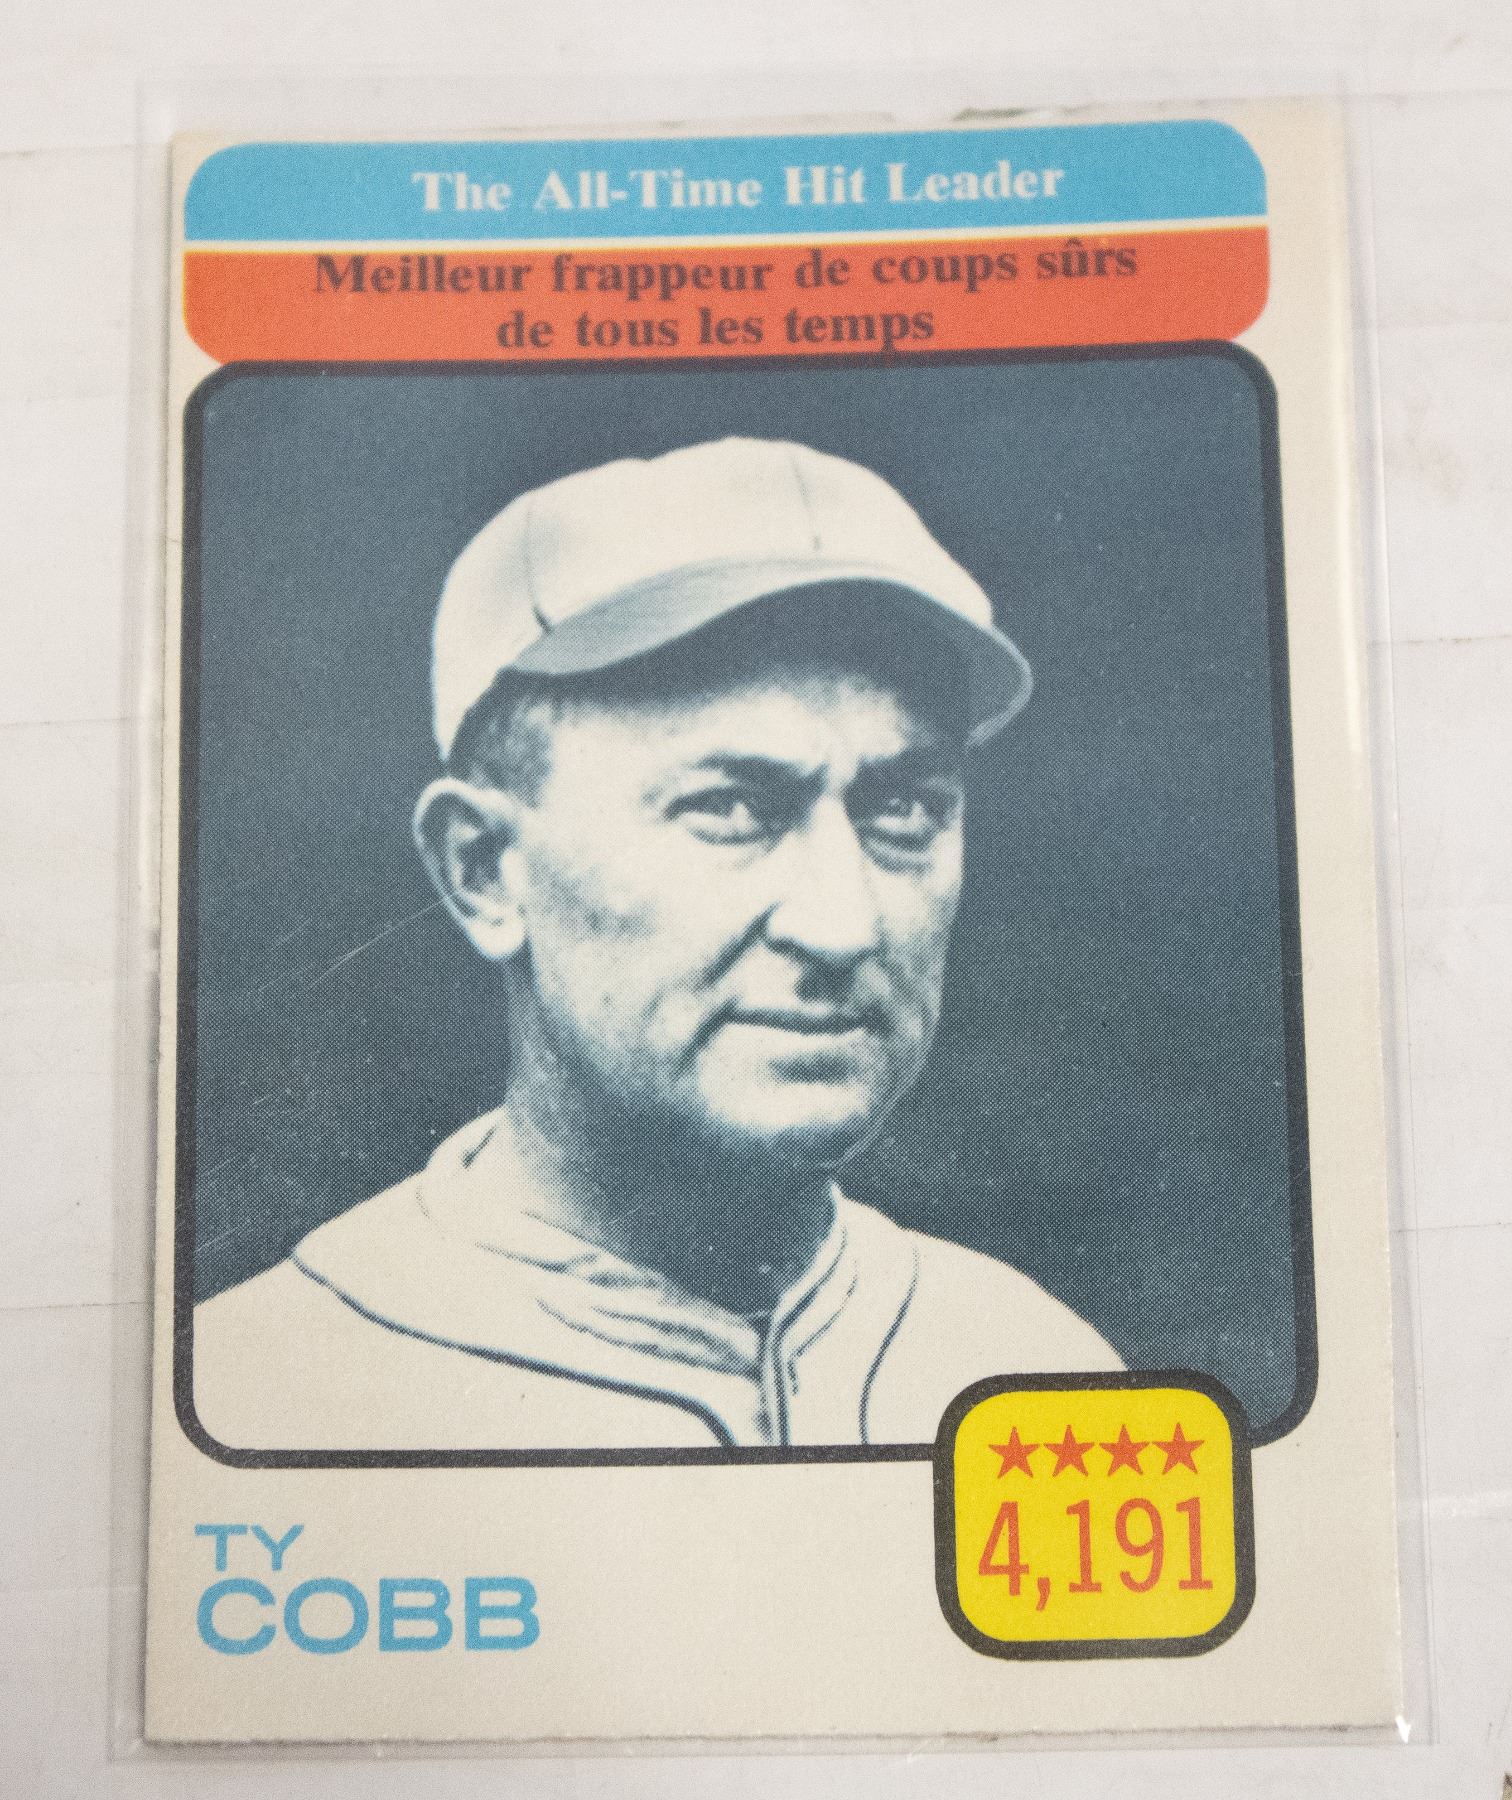 The All-Time Hit Leader
Meilleur frappeur de coups sûrs
de tous les temps
4,191
TY
COBB